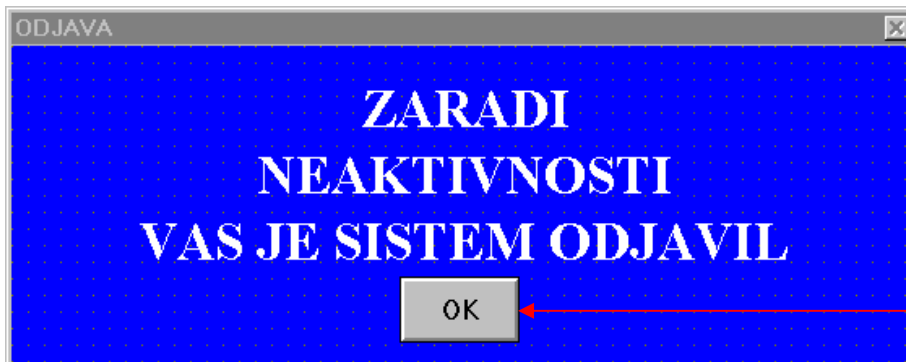 ODJAVA
ZARADI
NEAKTIVNOSTI
VAS JE SISTEM ODJAVIL
OK